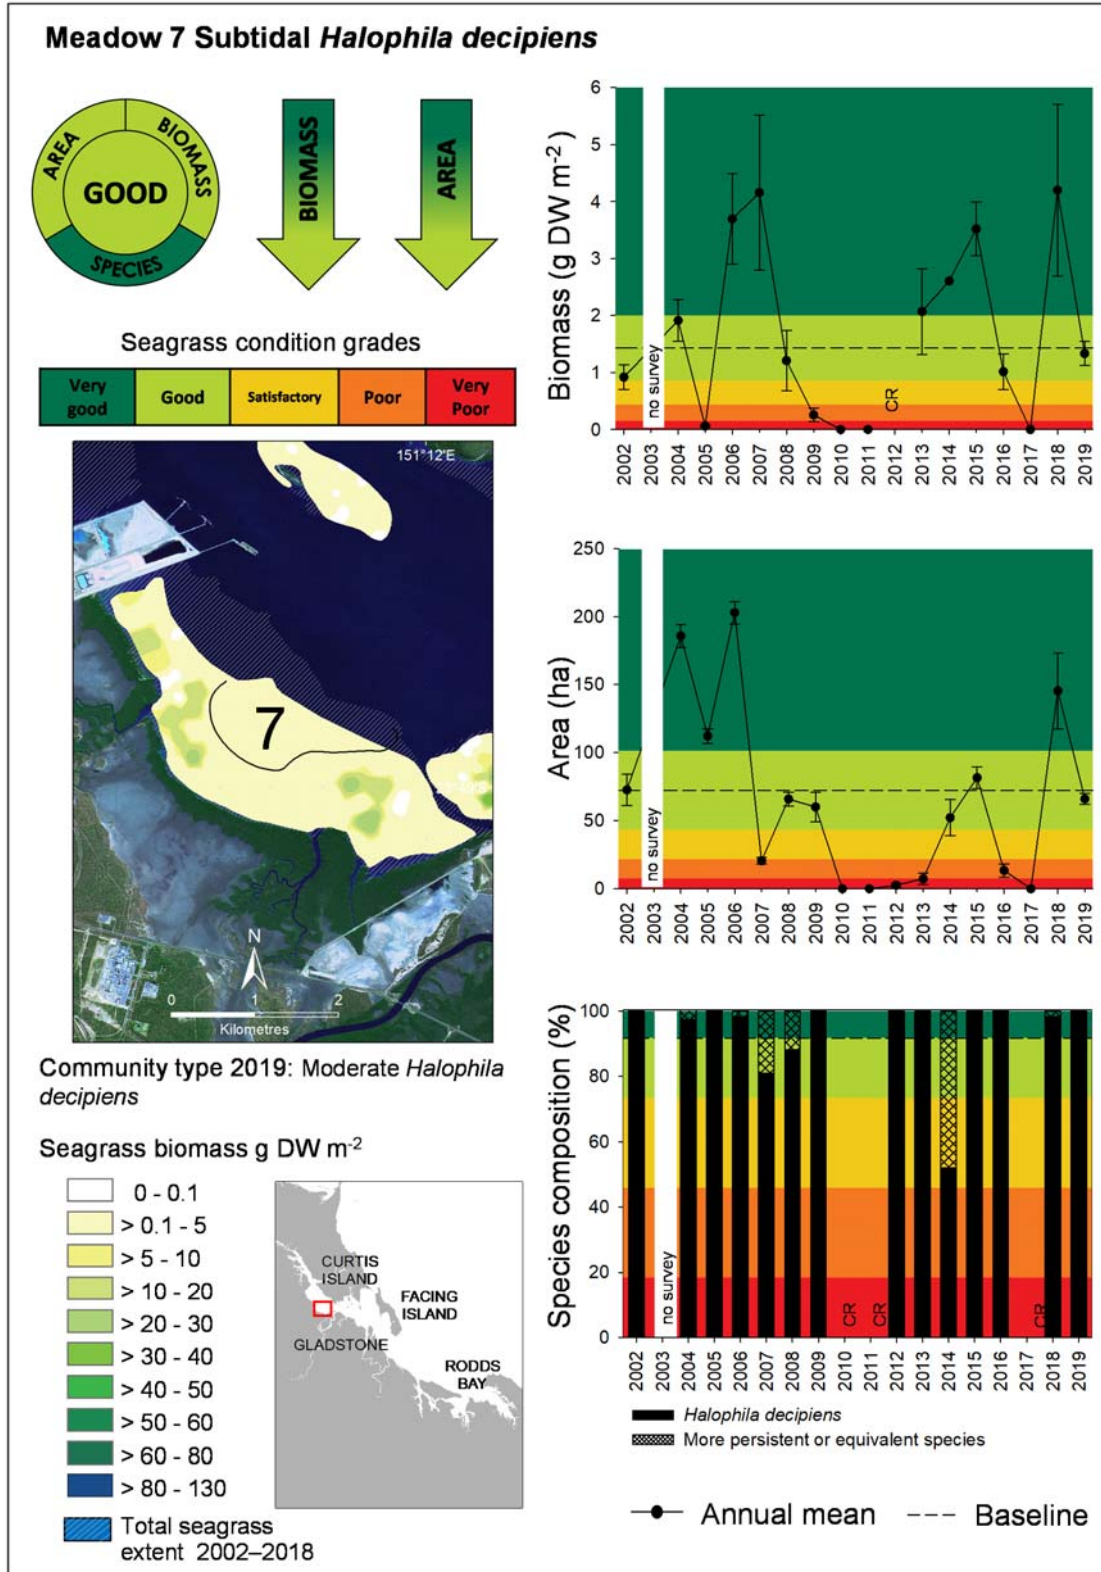 Meadow 7 Subtidal Halophila decipiens
AREA
BIOMASS
GOOD
SPECIES
BIOMASS
AREA
Seagrass condition grades
Very good
Good
Satisfactory
Poor
Very Poor
151°12'E
7
N
0 1 2
Kilometres
Community type 2019: Moderate Halophila
decipiens
Seagrass biomass g DW m-2
0 - 0.1
> 0.1 - 5
> 5 - 10
> 10 - 20
> 20 - 30
> 30 - 40
> 40 - 50
> 50 - 60
> 60 - 80
> 80 - 130
Total seagrass
extent 2002–2018
CURTIS
ISLAND
FACING
ISLAND
GLADSTONE
RODDS
BAY
Biomass (g DW m-2)
6
5
4
3
2
1
0
no survey
CR
2002 2003 2004 2005 2006 2007 2008 2009 2010 2011 2012 2013 2014 2015 2016 2017 2018 2019
Area (ha)
250
200
150
100
50
0
no survey
2002 2003 2004 2005 2006 2007 2008 2009 2010 2011 2012 2013 2014 2015 2016 2017 2018 2019
Species composition (%)
100
80
60
40
20
0
no survey
CR
CR
CR
2002 2003 2004 2005 2006 2007 2008 2009 2010 2011 2012 2013 2014 2015 2016 2017 2018 2019
Halophila decipiens
More persistent or equivalent species
Annual mean
Baseline